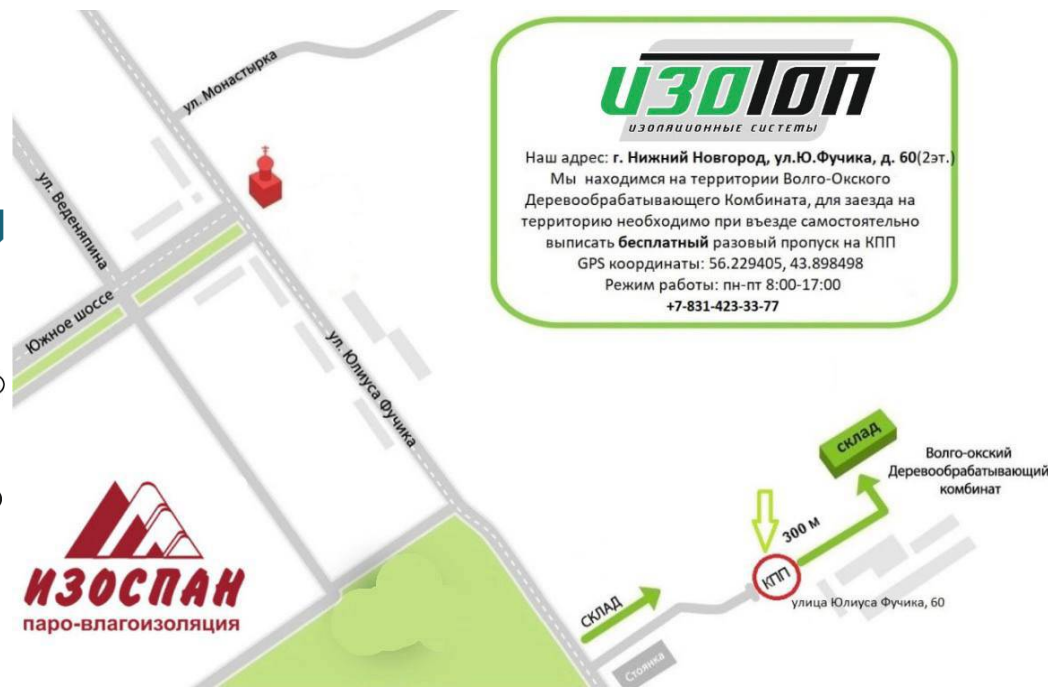 ул. Монастырка
ул. Веденяпина
Южное шоссе
ул. Юлиуса Фучика
изоТоп
ИЗОЛЯЦИОННЫЕ СИСТЕМЫ
Наш адрес: г. Нижний Новгород, ул.Ю.Фучика, д. 60(2эт.)
Мы находимся на территории Волго-Окского
Деревообрабатывающего Комбината, для заезда на
территорию необходимо при въезде самостоятельно
выписать бесплатный разовый пропуск на КПП
GPS координаты: 56.229405, 43.898498
Режим работы: пн-пт 8:00-17:00
+7-831-423-33-77
склад
Волго-окский
Деревообрабатывающий
комбинат
300 м
КПП
улица Юлиуса Фучика, 60
СКЛАД
Стоянка
ИЗОСПАН
паро-влагоизоляция